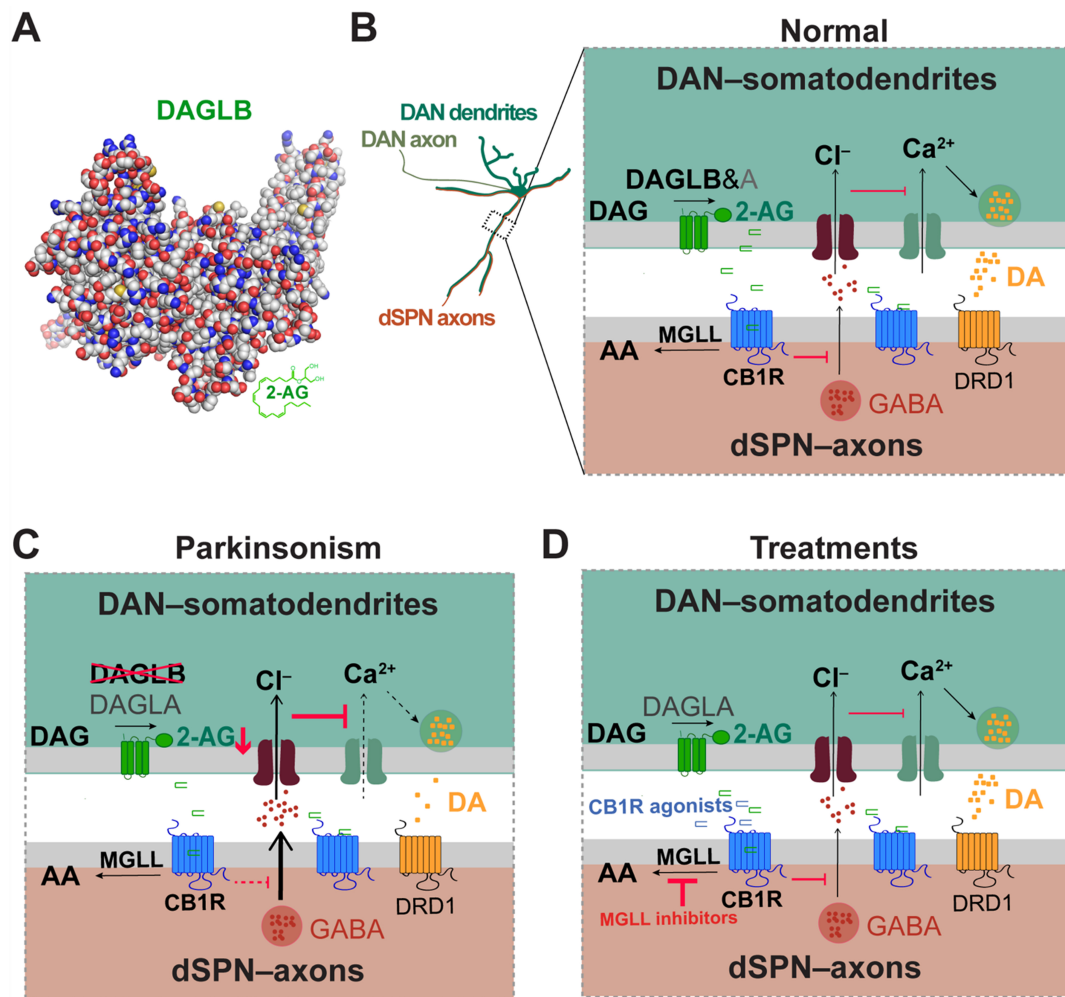 A
DAGLB
2-AG
O
O
OH
OH
B
DAN dendrites
DAN axon
dSPN axons
Normal
DAN–somatodendrites
Cl⁻
Ca²⁺
DAGLB&A
DAG
2-AG
DA
MGLL
AA
CB1R
DRD1
GABA
dSPN–axons
C
Parkinsonism
DAN–somatodendrites
DAGLB
DAGLA
Cl⁻
Ca²⁺
DAG
2-AG
DA
MGLL
AA
CB1R
DRD1
GABA
dSPN–axons
D
Treatments
DAN–somatodendrites
DAGLA
Cl⁻
Ca²⁺
DAG
2-AG
DA
CB1R agonists
MGLL
AA
CB1R
DRD1
MGLL inhibitors
GABA
dSPN–axons